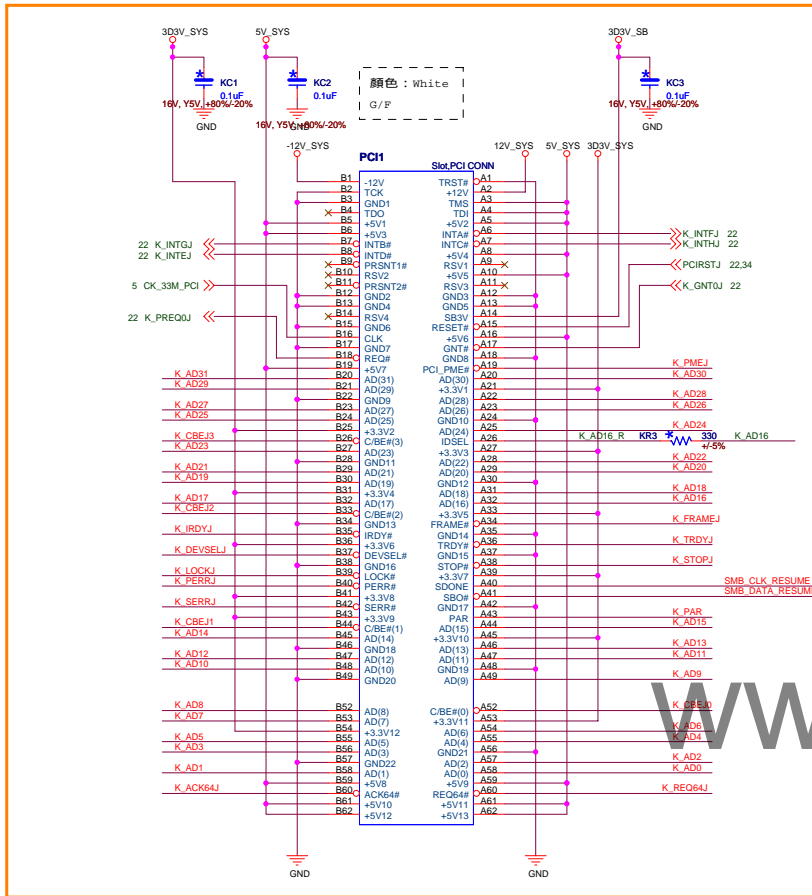 3D3V_SYS 5V_SYS 3D3V_SB
KC1 KC2 KC3
0.1uF 0.1uF 0.1uF
16V, Y5V, +80%/-20% 16V, Y5V, +80%/-20% 16V, Y5V, +80%/-20%
GND GND GND
顏色：White
G/F
-12V_SYS 12V_SYS 5V_SYS 3D3V_SYS
PCI1
Slot,PCI CONN
B1 -12V TRST# A1
B2 TCK +12V A2
B3 GND1 TMS A3
B4 TDO TDI A4
B5 +5V1 +5V2 A5
B6 +5V3 INTA# A6 K_INTFJ 22
22 K_INTGJ B7 INTB# INTC# A7 K_INTHJ 22
22 K_INTEJ B8 INTD# +5V4 A8
B9 PRSNT1# RSV1 A9
B10 RSV2 +5V5 A10
B11 PRSNT2# RSV3 A11
B12 GND2 GND3 A12
B13 GND4 GND5 A13
B14 RSV4 SB3V A14
B15 GND6 RESET# A15
B16 CLK +5V6 A16
B17 GND7 GNT# A17
B18 REQ# GND8 A18
PCIRSTJ 22,34
5 CK_33M_PCI K_GNT0J 22
22 K_PREQ0J
B19 +5V7 PCI_PME# A19 K_PMEJ
K_AD31 B20 AD(31) AD(30) A20 K_AD30
K_AD29 B21 AD(29) +3.3V1 A21
B22 GND9 AD(28) A22 K_AD28
K_AD27 B23 AD(27) AD(26) A23 K_AD26
K_AD25 B24 AD(25) GND10 A24
B25 +3.3V2 AD(24) A25 K_AD24
K_CBEJ3 B26 C/BE#(3) IDSEL A26 K_AD16_R KR3 330 K_AD16
+/-5%
K_AD23 B27 AD(23) +3.3V3 A27
B28 GND11 AD(22) A28 K_AD22
K_AD21 B29 AD(21) AD(20) A29 K_AD20
K_AD19 B30 AD(19) GND12 A30
B31 +3.3V4 AD(18) A31 K_AD18
K_AD17 B32 AD(17) AD(16) A32 K_AD16
K_CBEJ2 B33 C/BE#(2) +3.3V5 A33
B34 GND13 FRAME# A34 K_FRAMEJ
K_IRDYJ B35 IRDY# GND14 A35
B36 +3.3V6 TRDY# A36 K_TRDYJ
K_DEVSELJ B37 DEVSEL# GND15 A37
B38 GND16 STOP# A38 K_STOPJ
K_LOCKJ B39 LOCK# +3.3V7 A39
K_PERRJ B40 PERR# SDONE A40 SMB_CLK_RESUME
B41 +3.3V8 SBO# A41 SMB_DATA_RESUME
K_SERRJ B42 SERR# GND17 A42
B43 +3.3V9 PAR A43 K_PAR
K_CBEJ1 B44 C/BE#(1) AD(15) A44 K_AD15
K_AD14 B45 AD(14) +3.3V10 A45
B46 GND18 AD(13) A46 K_AD13
K_AD12 B47 AD(12) AD(11) A47 K_AD11
K_AD10 B48 AD(10) GND19 A48
B49 GND20 AD(9) A49 K_AD9
K_AD8 B52 AD(8) C/BE#(0) A52 K_CBEJ0
K_AD7 B53 AD(7) +3.3V11 A53
B54 +3.3V12 AD(6) A54 K_AD6
K_AD5 B55 AD(5) AD(4) A55 K_AD4
K_AD3 B56 AD(3) GND21 A56
B57 GND22 AD(2) A57 K_AD2
K_AD1 B58 AD(1) AD(0) A58 K_AD0
B59 +5V8 +5V9 A59
K_ACK64J B60 ACK64# REQ64# A60 K_REQ64J
B61 +5V10 +5V11 A61
B62 +5V12 +5V13 A62
GND GND